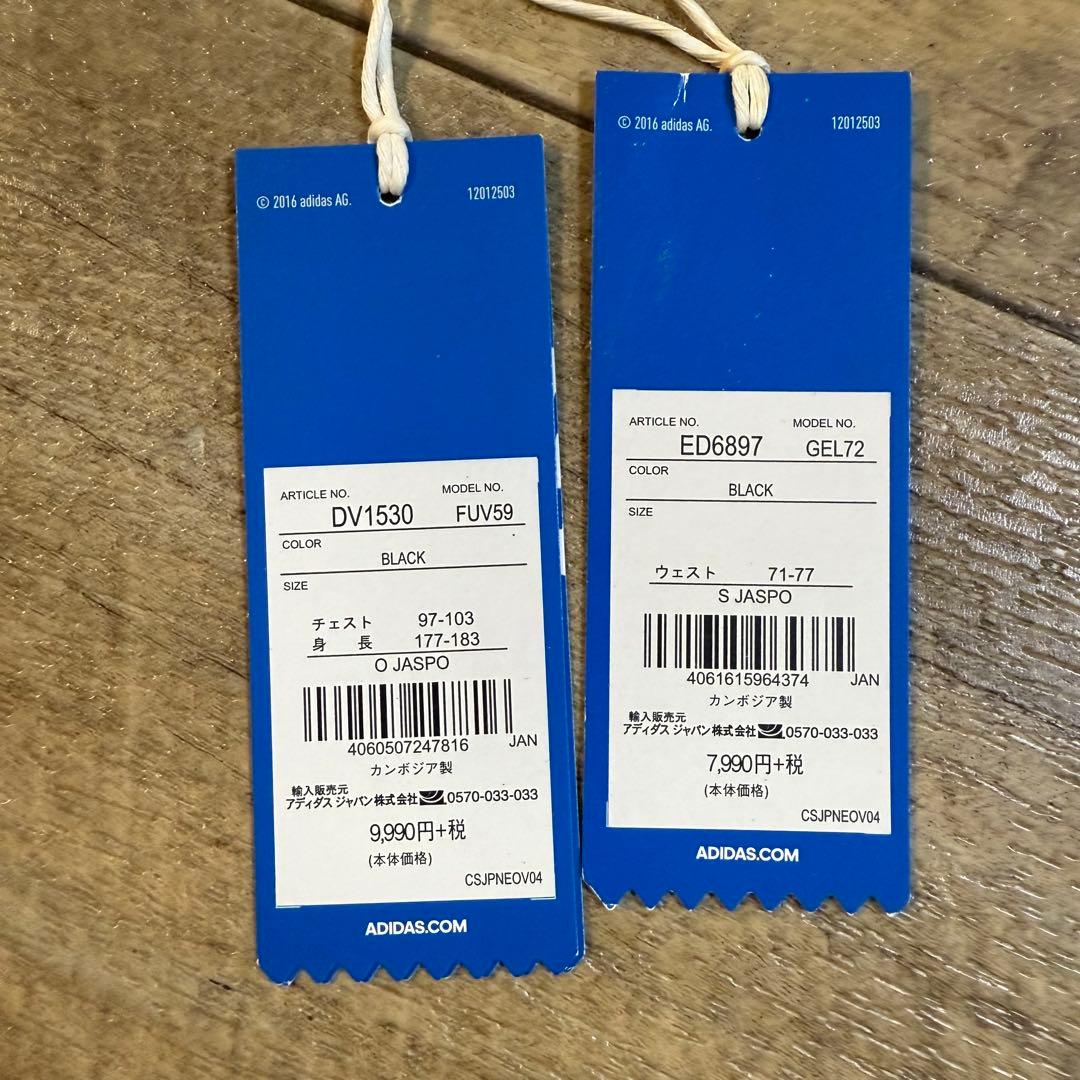 © 2016 adidas AG. 12012503
ARTICLE NO. MODEL NO.
DV1530 FUV59
COLOR
BLACK
SIZE
チェスト 97-103
身 長 177-183
O JASPO
4060507247816 JAN
カンボジア製
輸入販売元
アディダス ジャパン株式会社 0570-033-033
9,990円+税
(本体価格)
CSJPNEOV04
ADIDAS.COM
© 2016 adidas AG. 12012503
ARTICLE NO. MODEL NO.
ED6897 GEL72
COLOR
BLACK
SIZE
ウェスト 71-77
S JASPO
4061615964374 JAN
カンボジア製
輸入販売元
アディダス ジャパン株式会社 0570-033-033
7,990円+税
(本体価格)
CSJPNEOV04
ADIDAS.COM